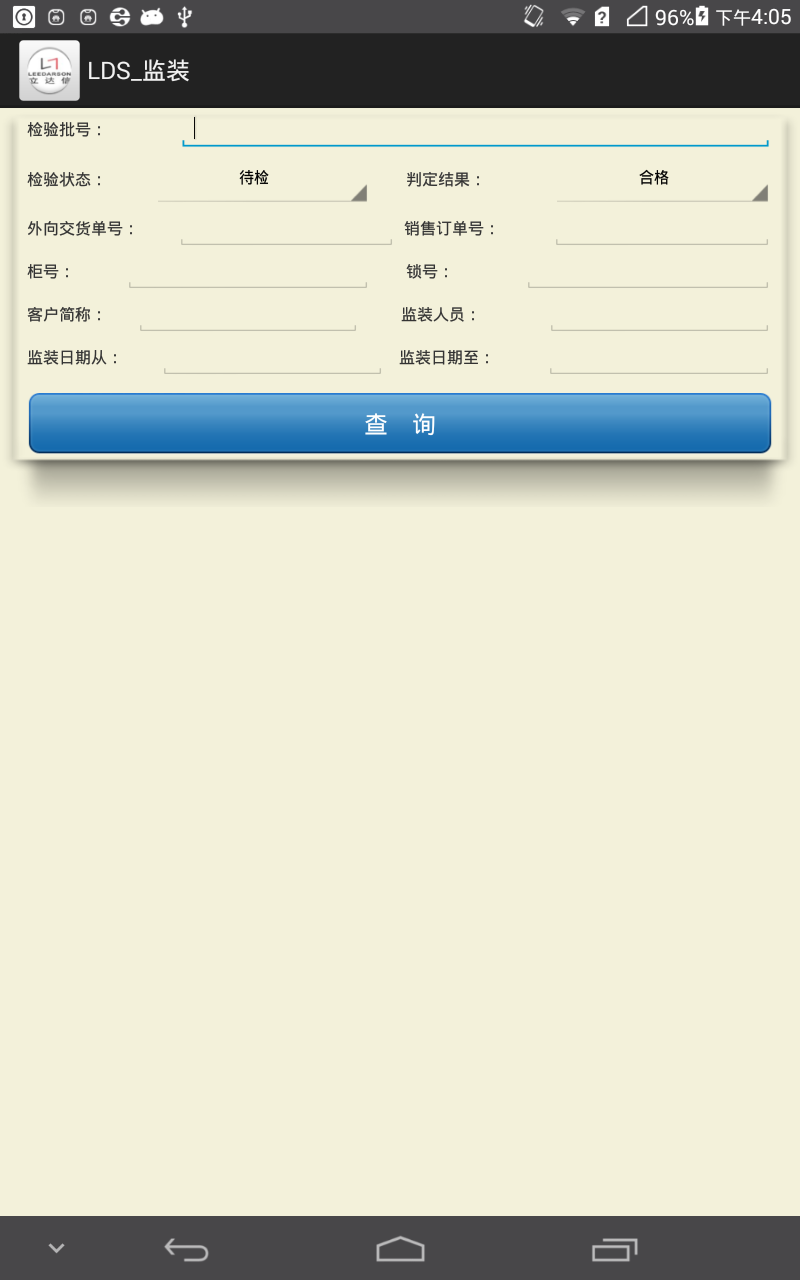 96% 下午4:05
LEEDARSON
立达信
LDS_监装
检验批号：
检验状态： 待检 判定结果： 合格
外向交货单号： 销售订单号：
柜号： 锁号：
客户简称： 监装人员：
监装日期从： 监装日期至：
查 询